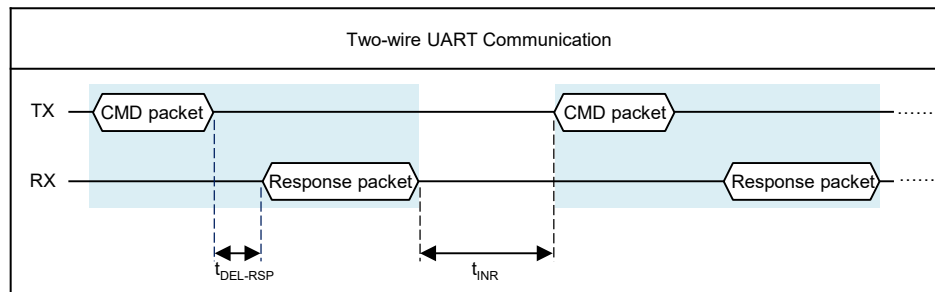 Two-wire UART Communication
TX CMD packet CMD packet ......
RX Response packet Response packet ......
tDEL-RSP tINR